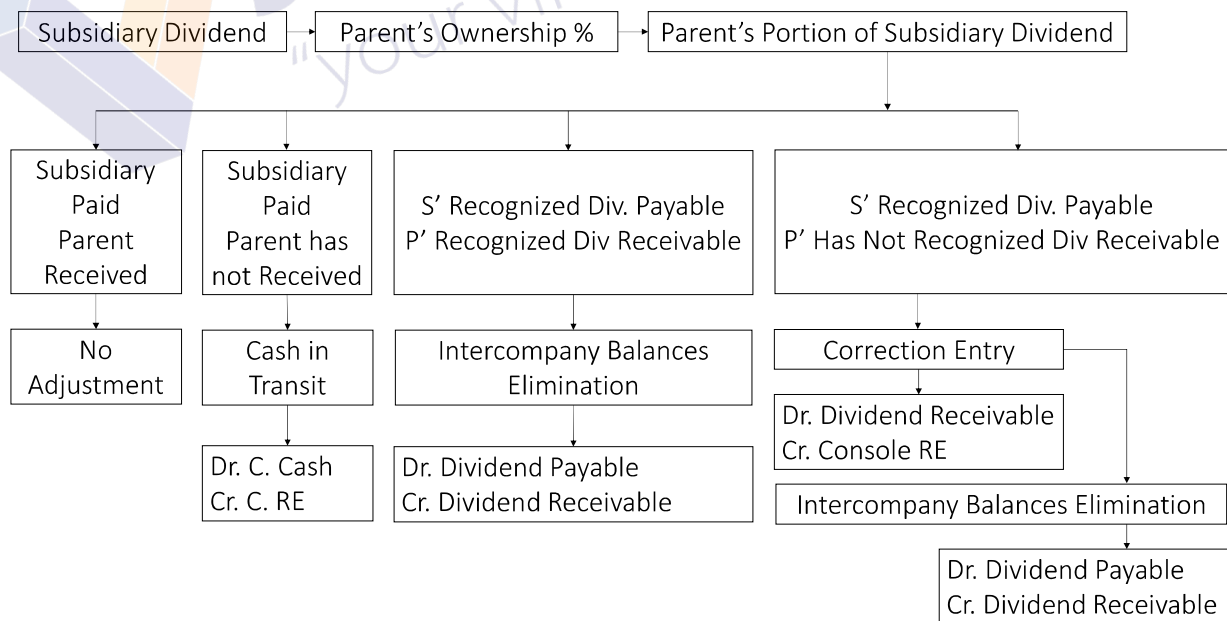 Subsidiary Dividend
Parent's Ownership %
Parent's Portion of Subsidiary Dividend
"your vi
Subsidiary
Paid
Parent
Received
Subsidiary
Paid
Parent has
not Received
S' Recognized Div. Payable
P' Recognized Div Receivable
S' Recognized Div. Payable
P' Has Not Recognized Div Receivable
No
Adjustment
Cash in
Transit
Intercompany Balances
Elimination
Correction Entry
Dr. C. Cash
Cr. C. RE
Dr. Dividend Payable
Cr. Dividend Receivable
Dr. Dividend Receivable
Cr. Console RE
Intercompany Balances Elimination
Dr. Dividend Payable
Cr. Dividend Receivable